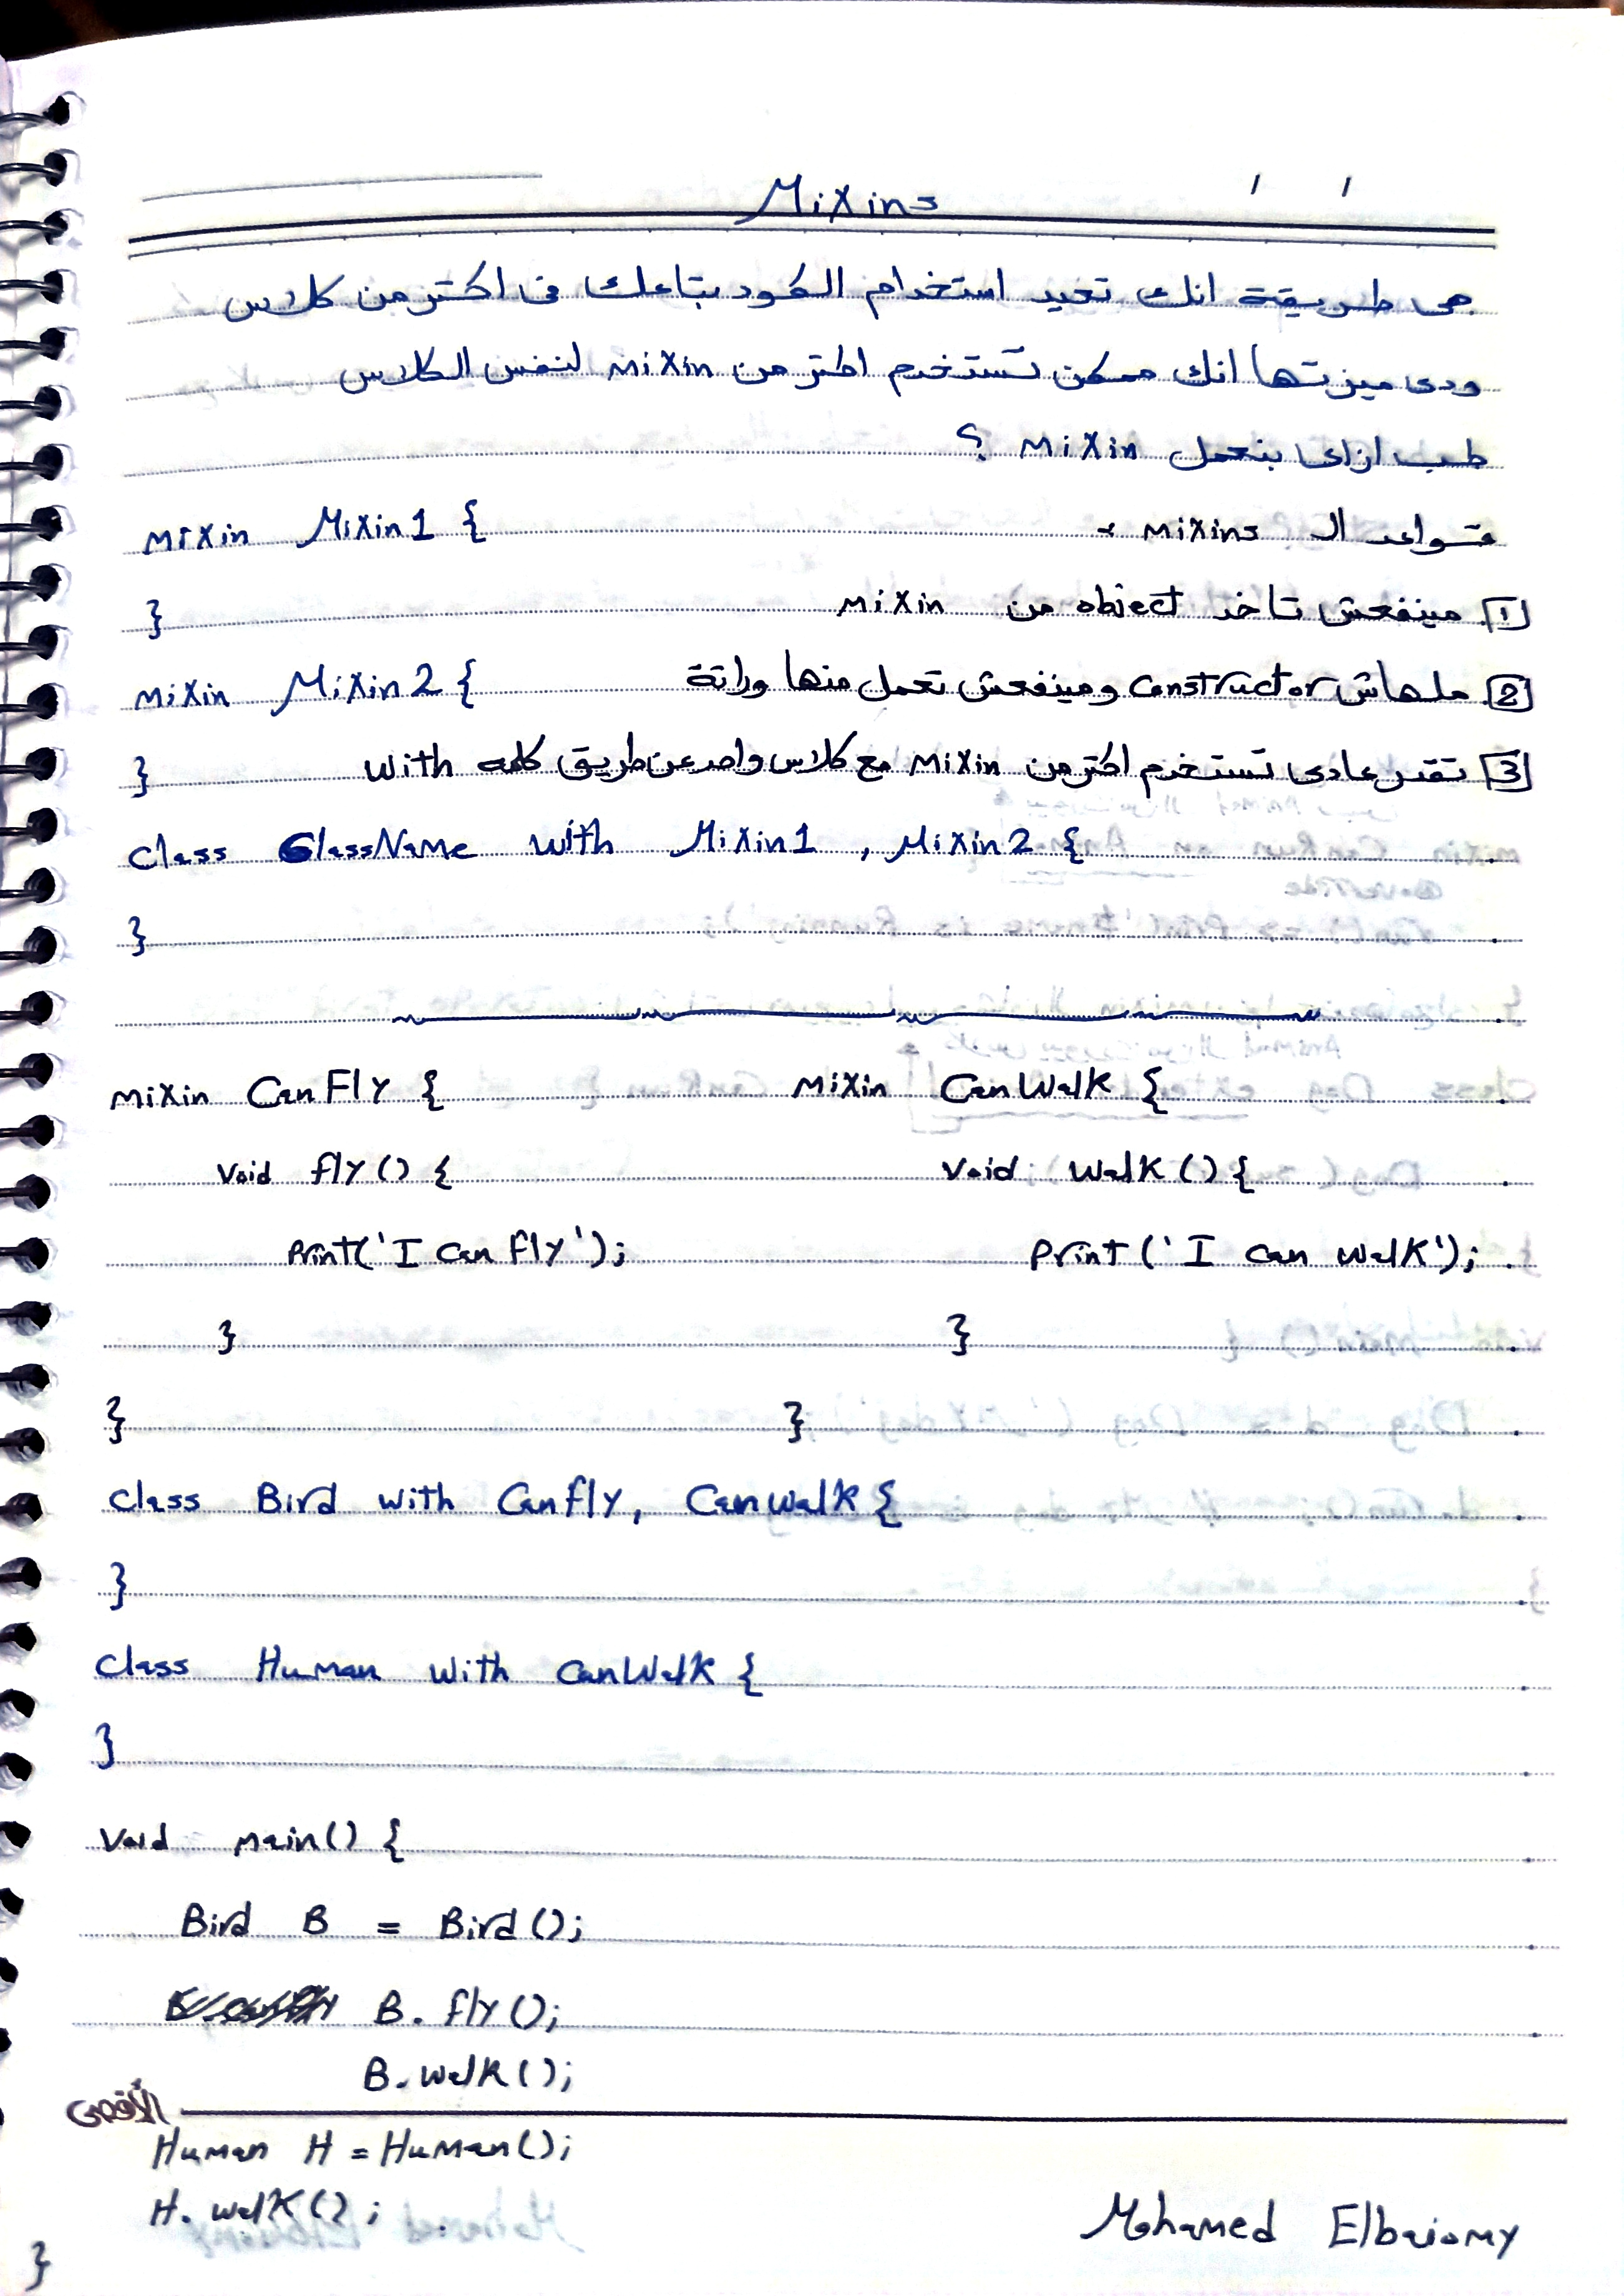 Mixins
/ /
هى طريقة انك تعيد استخدام الكود بتاعك فى اكتر من كلاس
ودى ميزتها انك ممكن تستخدم اكتر من mixin لنفس الكلاس
طب ازاى بنعمل mixin ؟
قواعد الـ mixins :
mixin Mixin1 {
1 مينفعش تاخد object من mixin
}
2 ملهاش constructor ومينفعش تعمل منها وراثة
mixin Mixin2 {
3 تقدر عادى تستخدم اكتر من mixin مع كلاس واحد عن طريق كلمه with
}
class ClassName with Mixin1 , Mixin2 {
}
mixin CanFly {
void fly() {
print('I can fly');
}
}
mixin CanWalk {
void walk() {
print('I can walk');
}
}
class Bird with Canfly, Canwalk {
}
class Human with CanWalk {
}
void main() {
Bird B = Bird();
B. fly();
B. walk();
الأقصى
Human H = Human();
H. walk();
}
Mohamed Elbaiomy